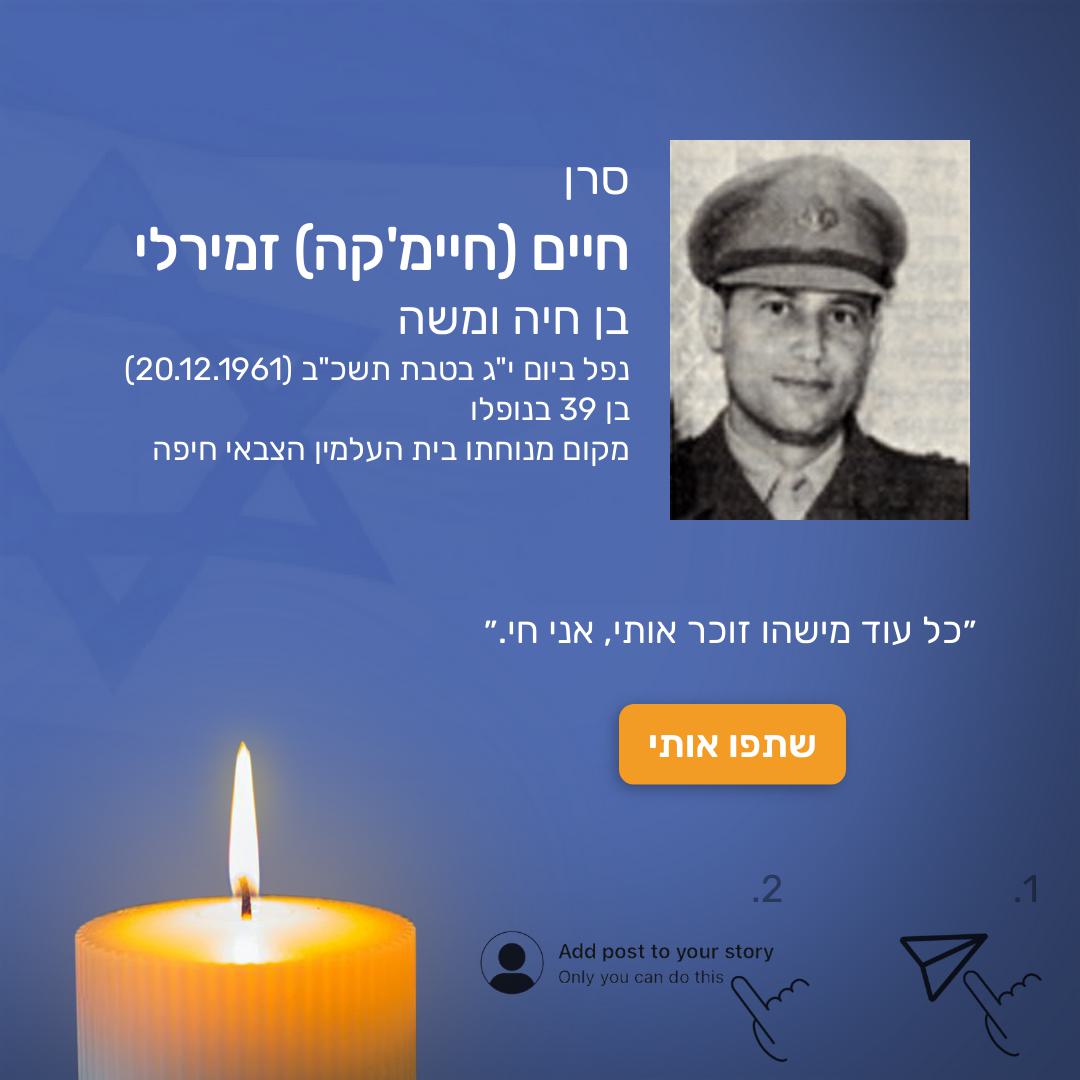 סרן
חיים (חיימ'קה) זמירלי
בן חיה ומשה
נפל ביום י"ג בטבת תשכ"ב (20.12.1961)
בן 39 בנופלו
מקום מנוחתו בית העלמין הצבאי חיפה
״כל עוד מישהו זוכר אותי, אני חי.״
שתפו אותי
.1
.2
Add post to your story
Only you can do this